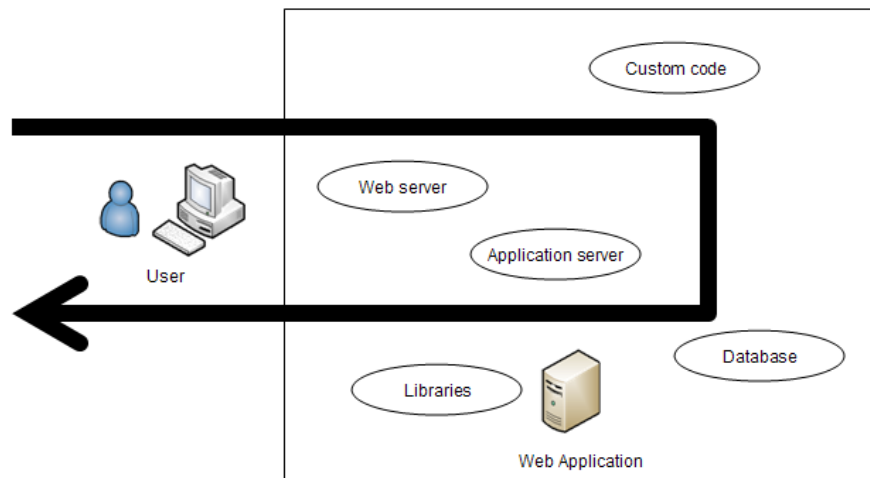 Custom code
Web server
Application server
User
Database
Libraries
Web Application